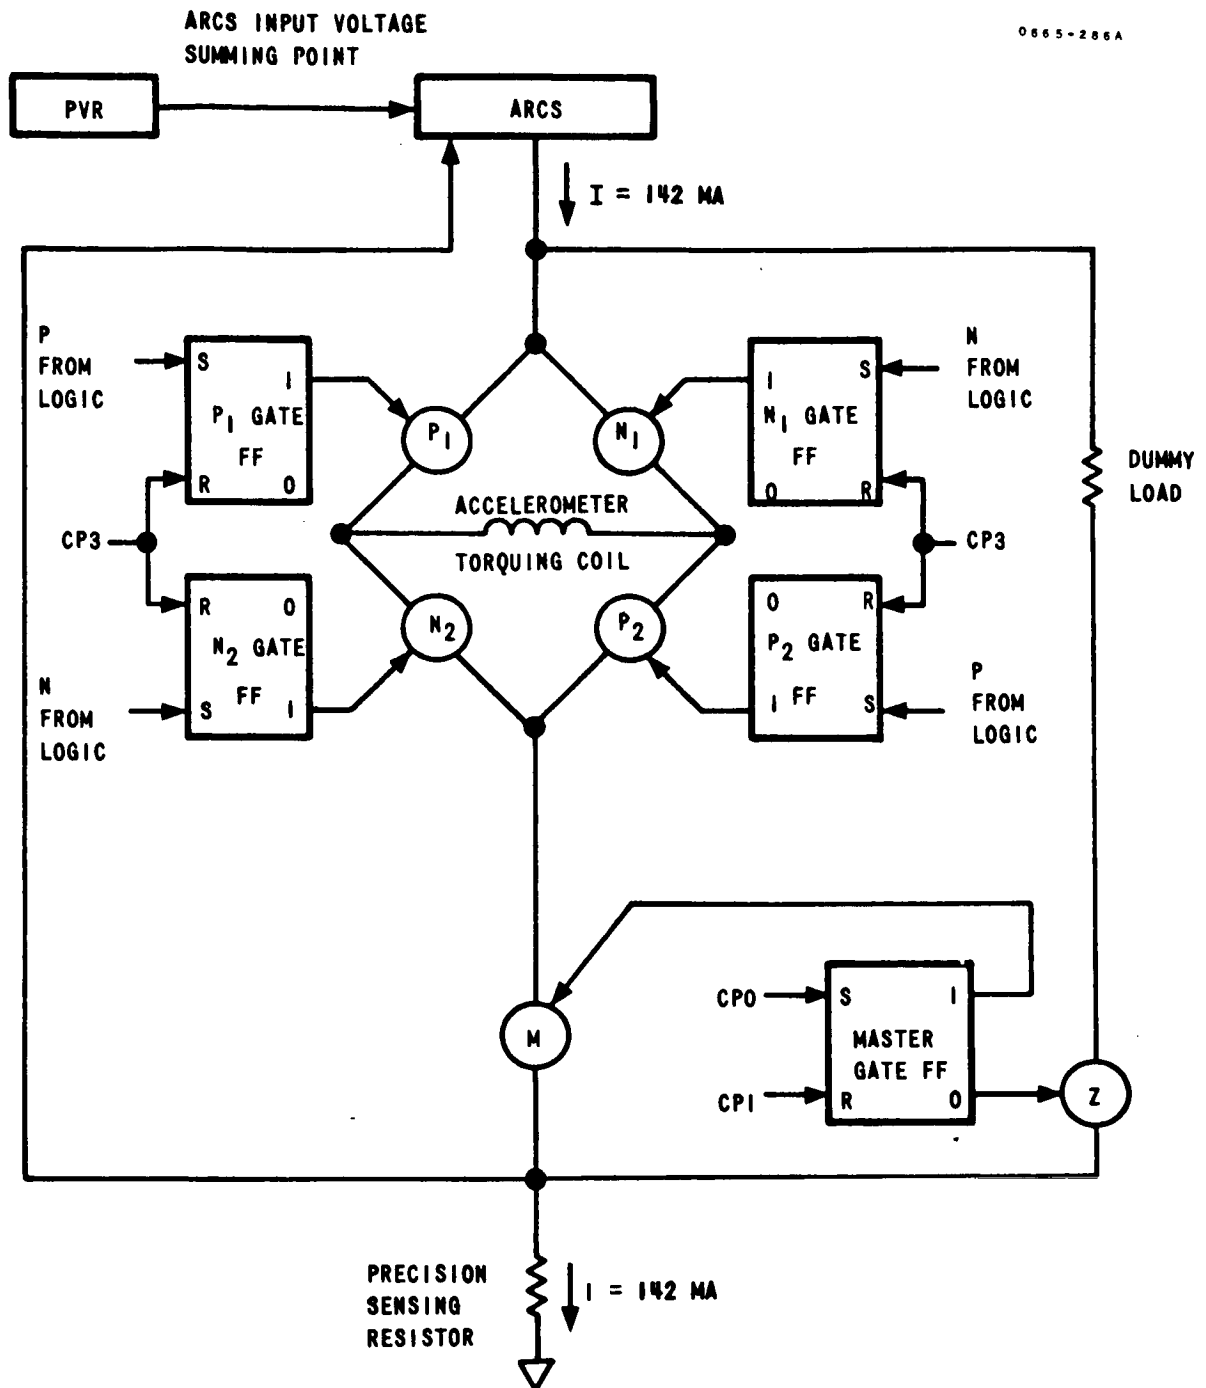 ARCS INPUT VOLTAGE
SUMMING POINT
0665-286A
PVR
ARCS
I = 142 MA
P
FROM
LOGIC
S
I
P1 GATE
FF
R
O
P1
N1
I
S
N1 GATE
FF
O
R
N
FROM
LOGIC
DUMMY
LOAD
ACCELEROMETER
TORQUING COIL
CP3
CP3
R
O
N2 GATE
FF
S
I
N2
P2
O
R
P2 GATE
FF
I
S
N
FROM
LOGIC
P
FROM
LOGIC
M
CP0
S
I
MASTER
GATE FF
CP1
R
O
Z
PRECISION
SENSING
RESISTOR
I = 142 MA